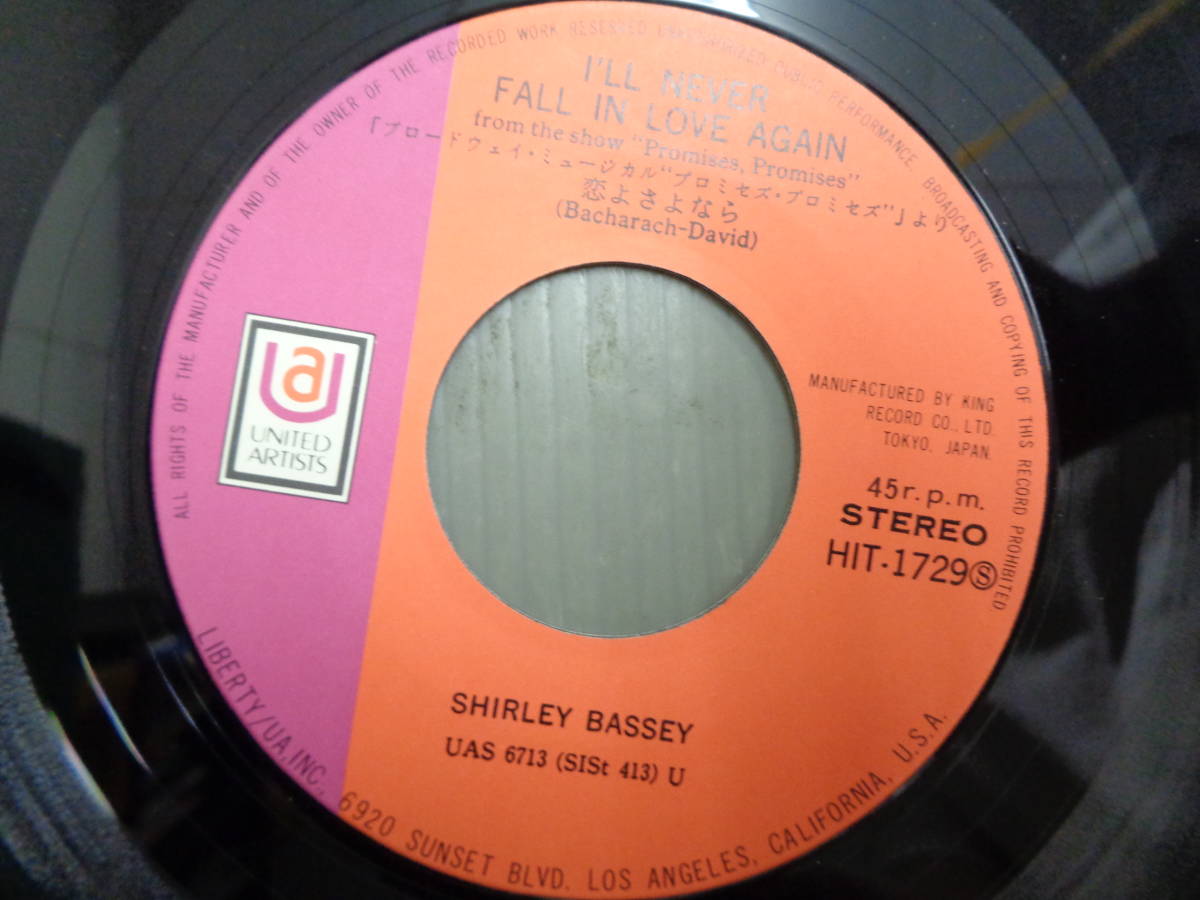 ALL RIGHTS OF THE MANUFACTURER AND OF THE OWNER OF THE RECORDED WORK RESERVED UNAUTHORIZED PUBLIC PERFORMANCE. BROADCASTING AND COPYING OF THIS RECORD PROHIBITED
I'LL NEVER
FALL IN LOVE AGAIN
from the show "Promises, Promises"
「ブロードウェイ・ミュージカル"プロミセズ・プロミセズ"」より
恋よさよなら
(Bacharach-David)
ua
UNITED
ARTISTS
MANUFACTURED BY KING
RECORD CO., LTD.
TOKYO, JAPAN.
45r.p.m.
STEREO
HIT-1729Ⓢ
SHIRLEY BASSEY
UAS 6713 (SISt 413) U
LIBERTY/UA, INC., 6920 SUNSET BLVD. LOS ANGELES, CALIFORNIA, U.S.A.